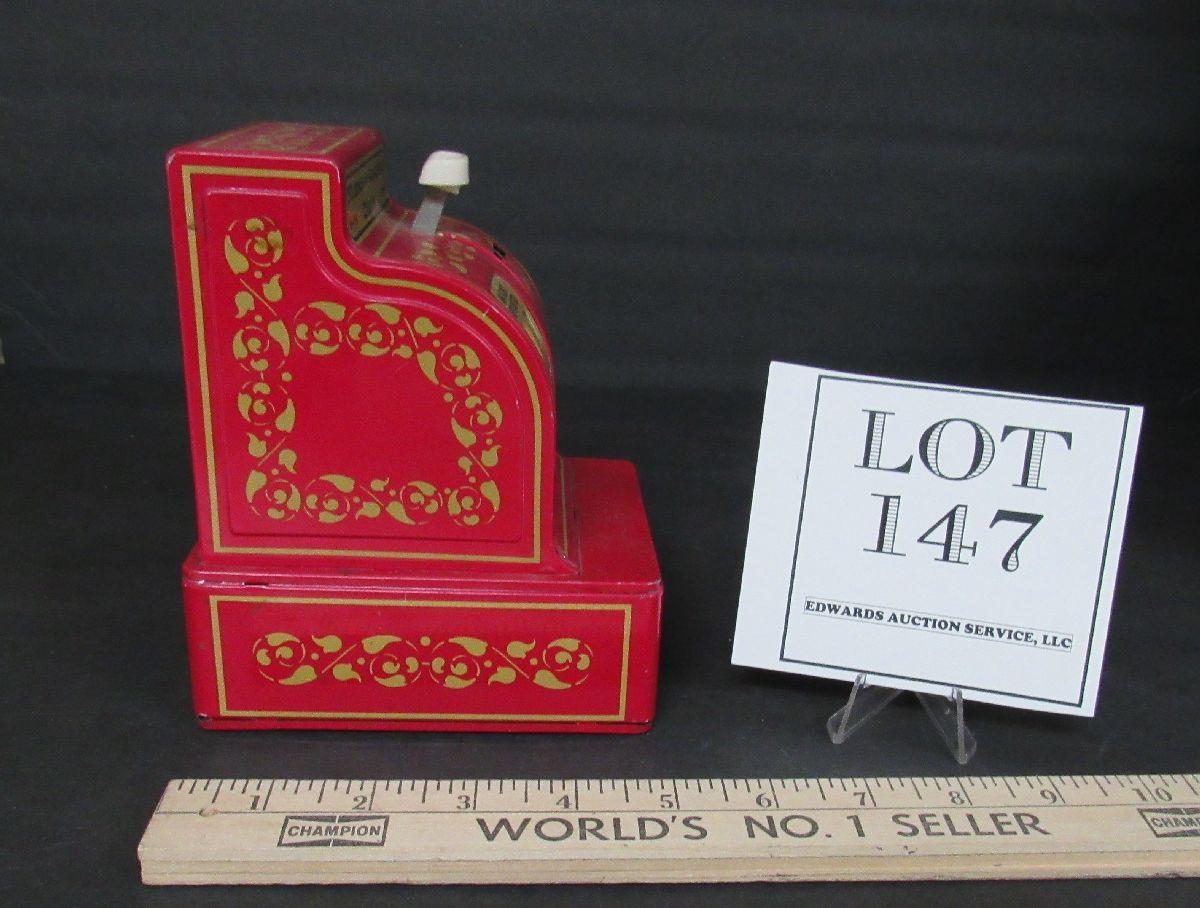 LOT
147
EDWARDS AUCTION SERVICE, LLC
1 2 3 4 5 6 7 8 9 10
CHAMPION WORLD'S NO. 1 SELLER CHAMP